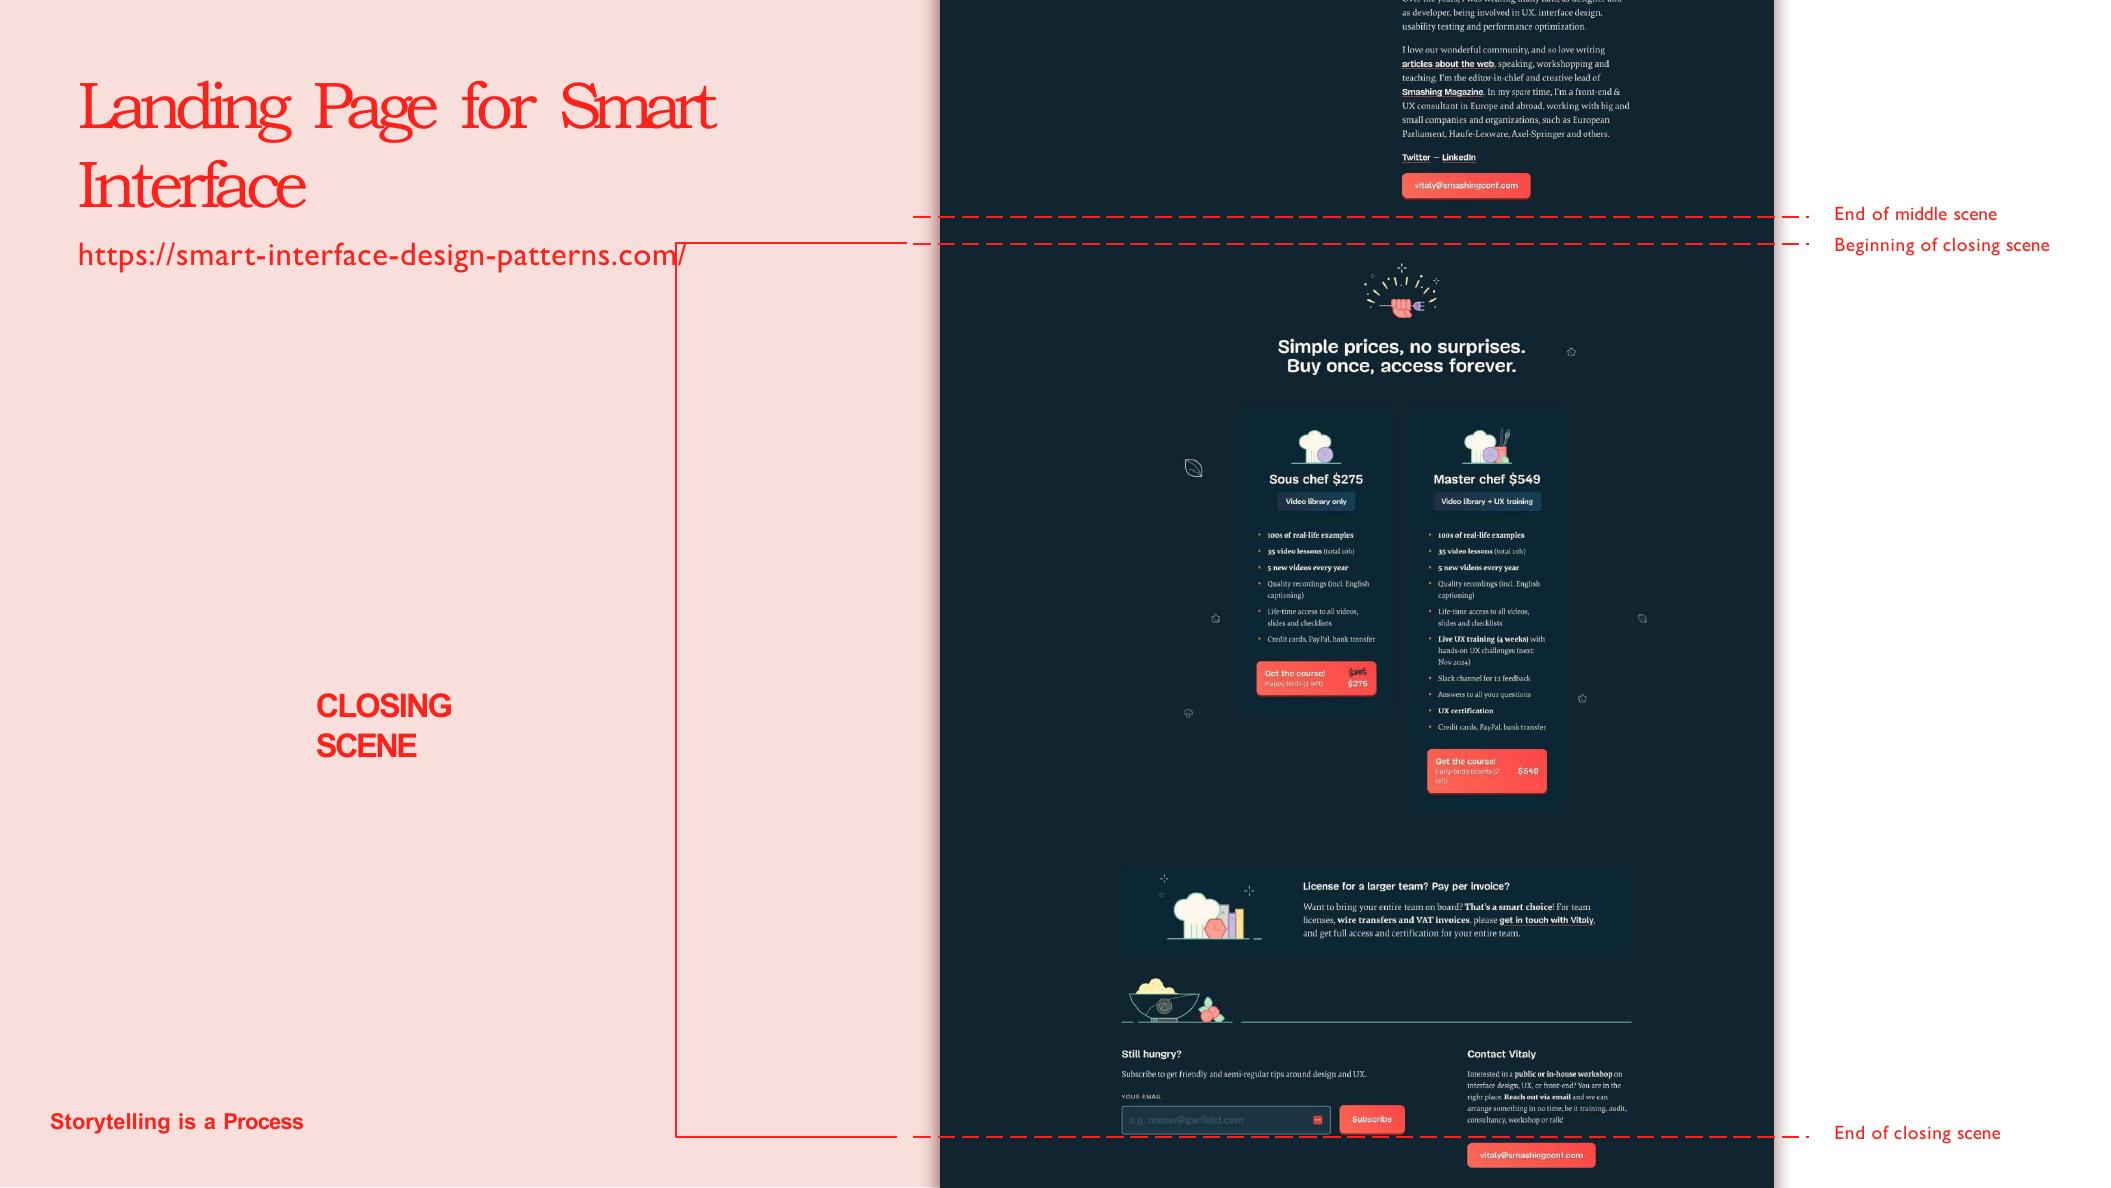 Landing Page for Smart
Interface
https://smart-interface-design-patterns.com/
CLOSING
SCENE
Storytelling is a Process
as developer, being involved in UX, interface design,
usability testing and performance optimization.
I love our wonderful community, and so love writing
articles about the web, speaking, workshopping and
teaching. I'm the editor-in-chief and creative lead of
Smashing Magazine. In my spare time, I'm a front-end &
UX consultant in Europe and abroad, working with big and
small companies and organizations, such as European
Parliament, Haufe-Lexware, Axel-Springer and others.
Twitter — LinkedIn
vitaly@smashingconf.com
End of middle scene
Beginning of closing scene
Simple prices, no surprises.
Buy once, access forever.
Sous chef $275
Video library only
• 100s of real-life examples
• 35 video lessons (total 10h)
• 5 new videos every year
• Quality recordings (incl. English
captioning)
• Life-time access to all videos,
slides and checklists
• Credit cards, PayPal, bank transfer
Get the course! $395
Happy birds (1 left) $275
Master chef $549
Video library + UX training
• 100s of real-life examples
• 35 video lessons (total 10h)
• 5 new videos every year
• Quality recordings (incl. English
captioning)
• Life-time access to all videos,
slides and checklists
• Live UX training (4 weeks) with
hands-on UX challenges (next:
Nov 2024)
• Slack channel for 1:1 feedback
• Answers to all your questions
• UX certification
• Credit cards, PayPal, bank transfer
Get the course!
Early-birds tickets (2
left)
$549
License for a larger team? Pay per invoice?
Want to bring your entire team on board? That's a smart choice! For team
licenses, wire transfers and VAT invoices, please get in touch with Vitaly,
and get full access and certification for your entire team.
Still hungry?
Subscribe to get friendly and semi-regular tips around design and UX.
YOUR EMAIL
e.g. meow@garfield.com
Subscribe
Contact Vitaly
Interested in a public or in-house workshop on
interface design, UX, or front-end? You are in the
right place. Reach out via email and we can
arrange something in no time, be it training, audit,
consultancy, workshop or talk!
vitaly@smashingconf.com
End of closing scene